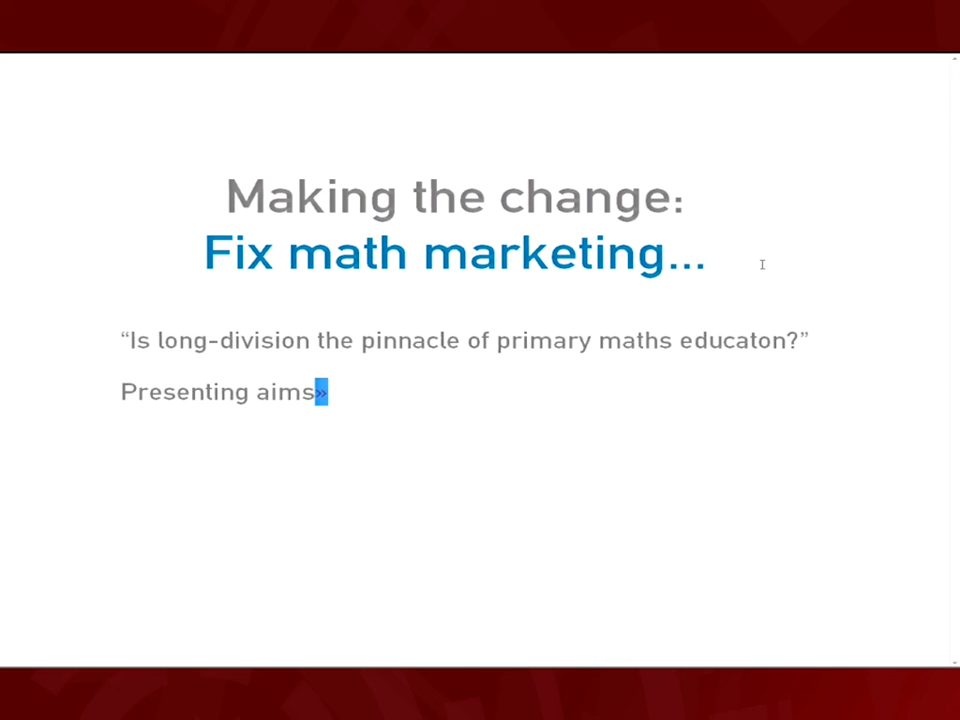 Making the change:
Fix math marketing...
“Is long-division the pinnacle of primary maths educaton?”
Presenting aims»